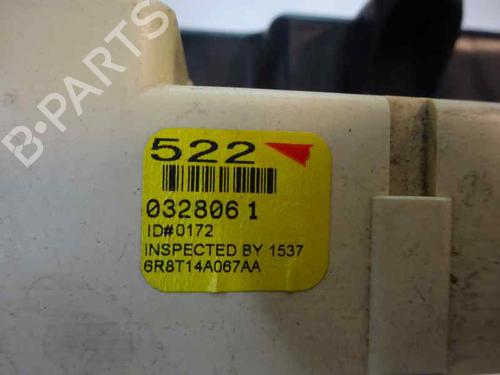 B-PARTS
522
0328061
ID#0172
INSPECTED BY 1537
6R8T14A067AA